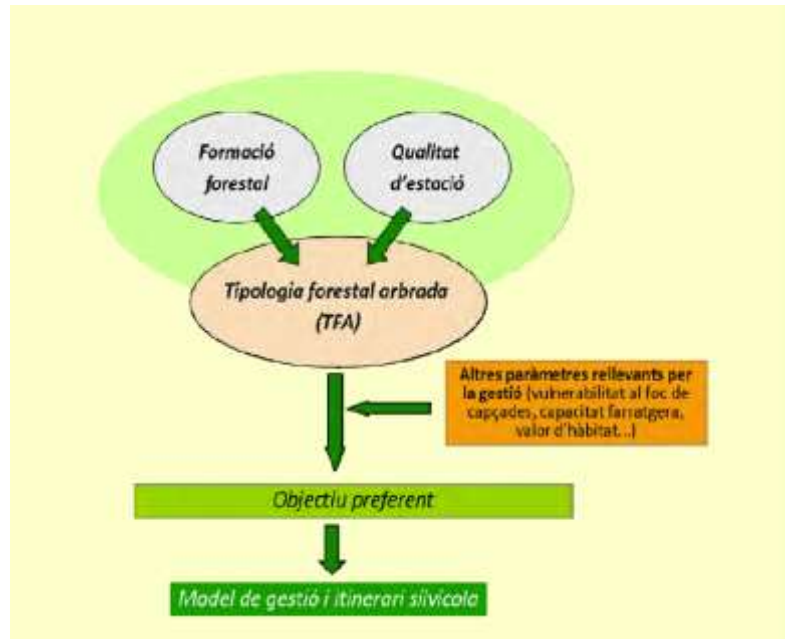 Formació
forestal
Qualitat
d'estació
Tipologia forestal arbrada
(TFA)
Altres paràmetres rellevants per
la gestió (vulnerabilitat al foc de
capçades, capacitat farratgera,
valor d'hàbitat...)
Objectiu preferent
Model de gestió i itinerari silvícola